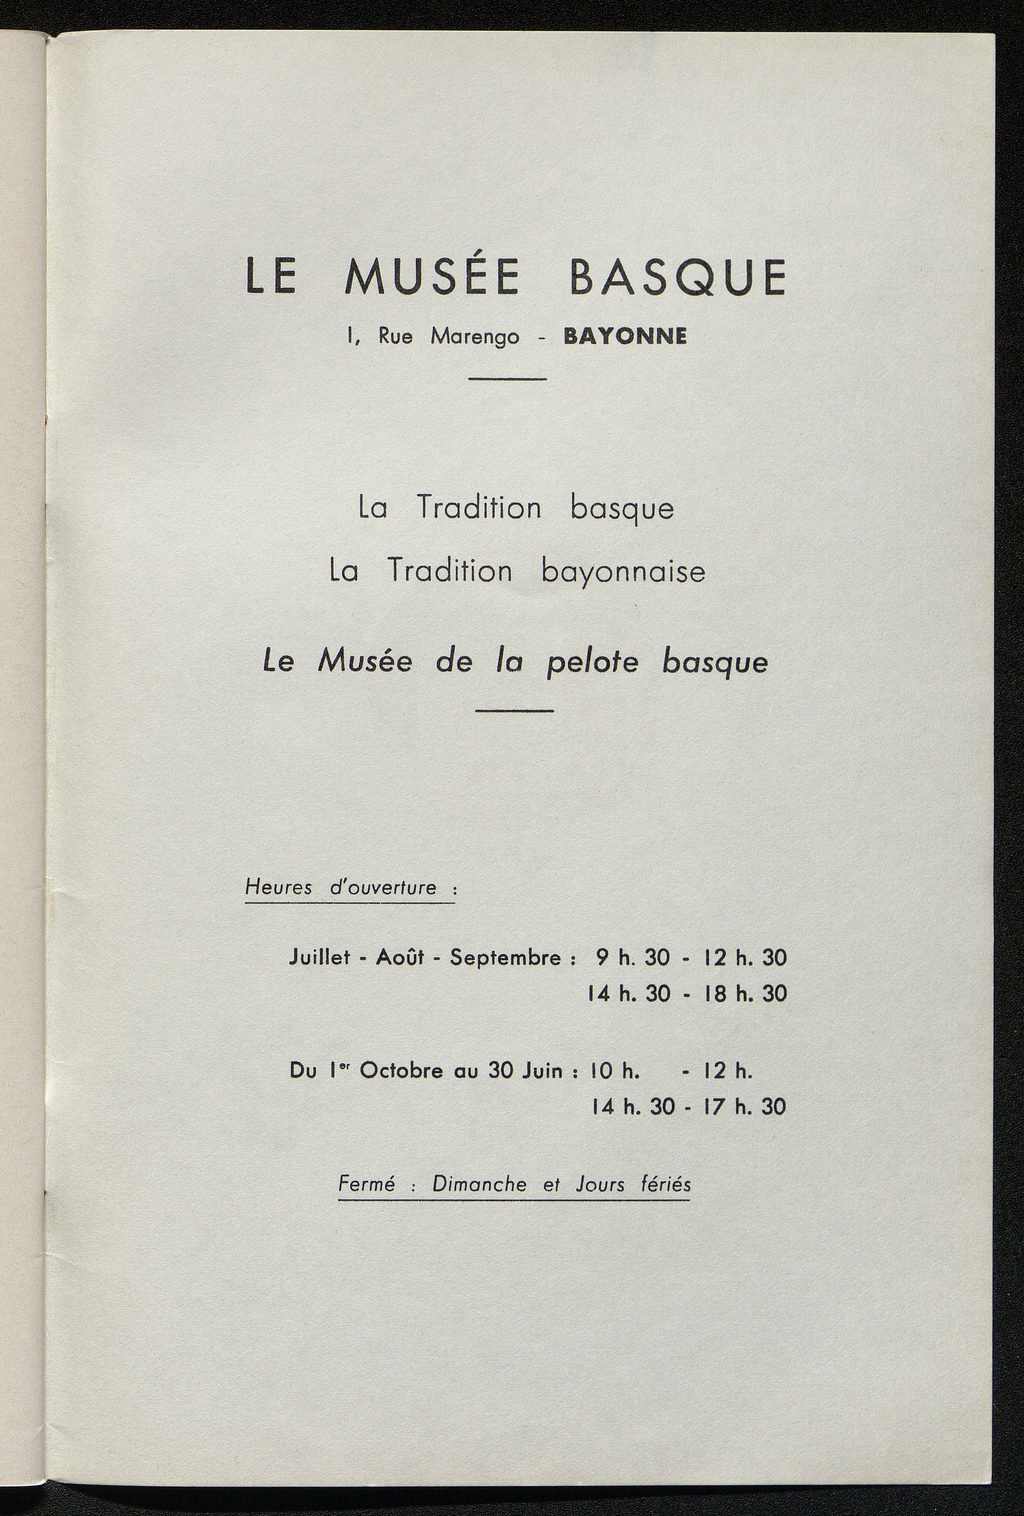 LE MUSÉE BASQUE
1, Rue Marengo - BAYONNE
La Tradition basque
La Tradition bayonnaise
Le Musée de la pelote basque
Heures d'ouverture :
Juillet - Août - Septembre : 9 h. 30 - 12 h. 30
14 h. 30 - 18 h. 30
Du 1er Octobre au 30 Juin : 10 h. - 12 h.
14 h. 30 - 17 h. 30
Fermé : Dimanche et Jours fériés